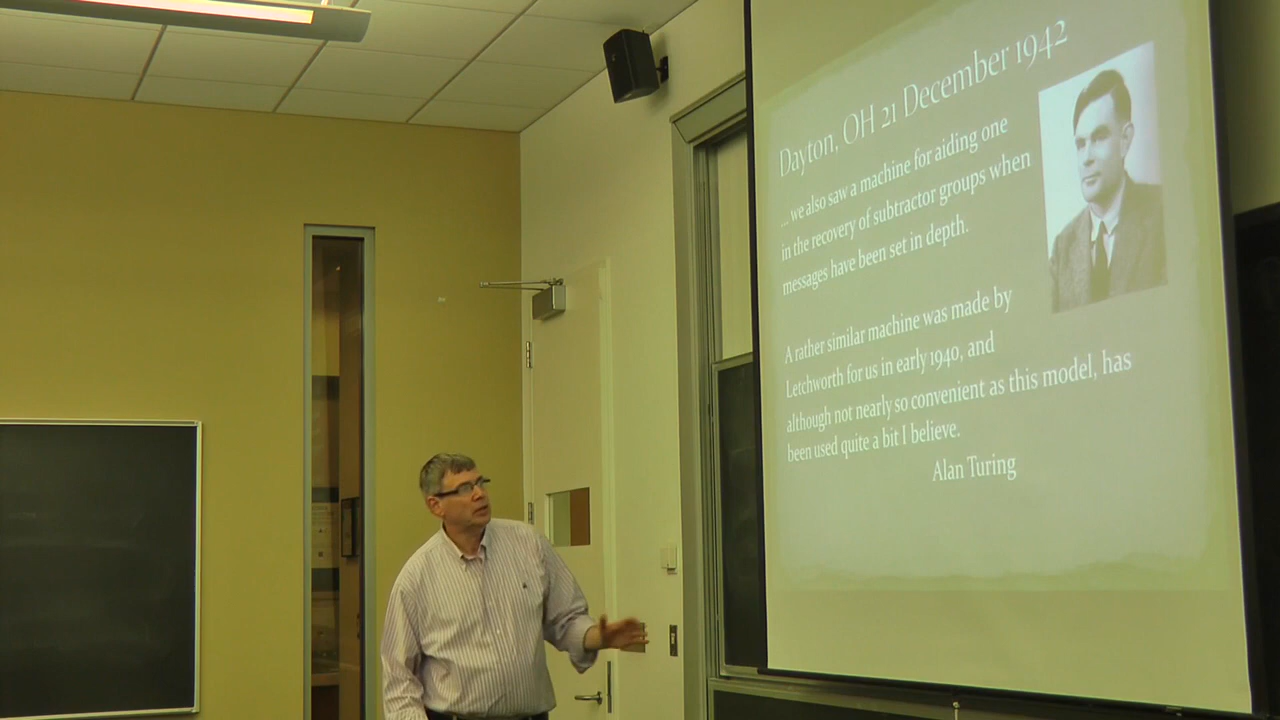 Dayton, OH 21 December 1942
... we also saw a machine for aiding one
in the recovery of subtractor groups when
messages have been set in depth.
A rather similar machine was made by
Letchworth for us in early 1940, and
although not nearly so convenient as this model, has
been used quite a bit I believe.
Alan Turing